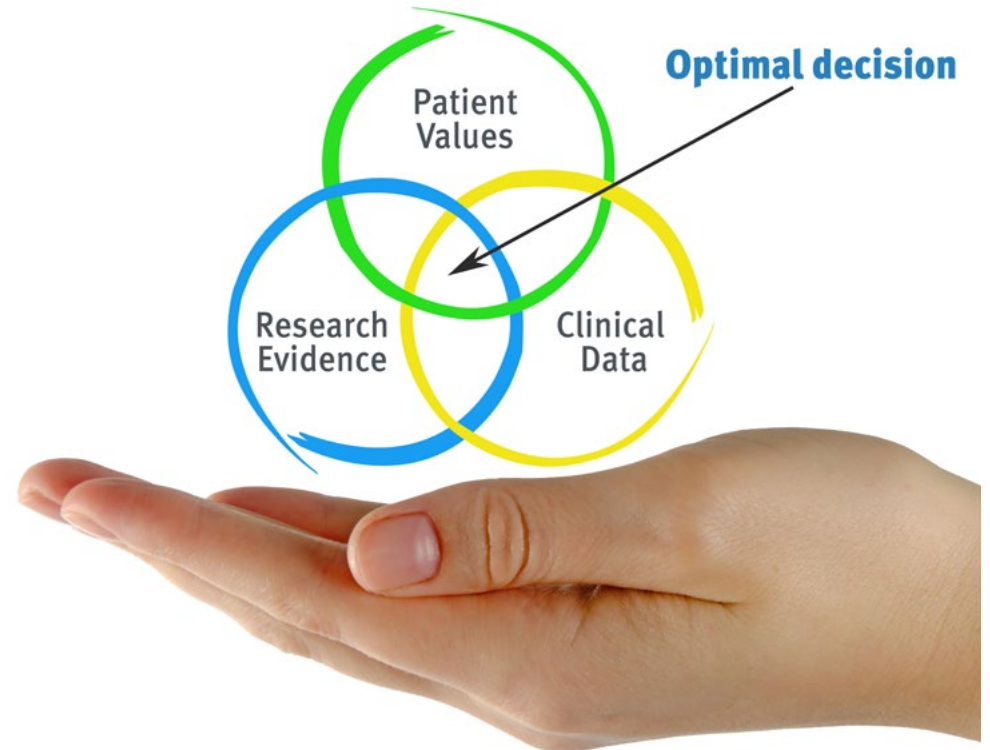 Optimal decision
Patient
Values
Research
Evidence
Clinical
Data